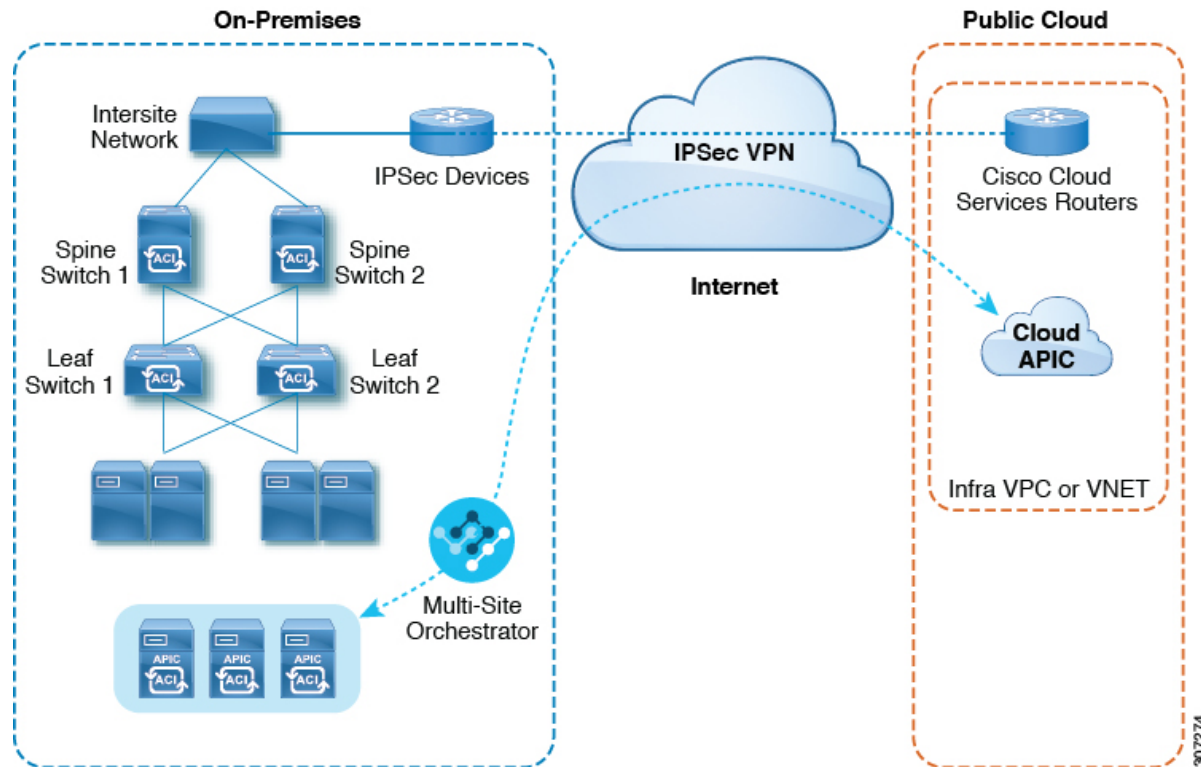 On-Premises
Public Cloud
Intersite
Network
IPSec Devices
IPSec VPN
Cisco Cloud
Services Routers
Spine
Switch 1
ACI
ACI
Spine
Switch 2
Internet
Cloud
APIC
Leaf
Switch 1
ACI
ACI
Leaf
Switch 2
Infra VPC or VNET
Multi-Site
Orchestrator
APIC
ACI
APIC
ACI
APIC
ACI
307274